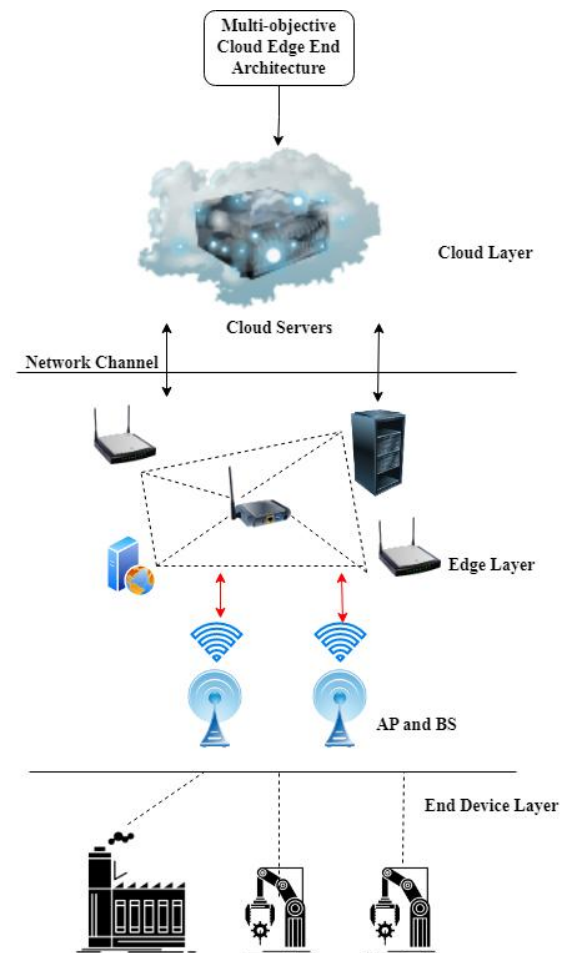 Multi-objective
Cloud Edge End
Architecture
Cloud Layer
Cloud Servers
Network Channel
Edge Layer
AP and BS
End Device Layer